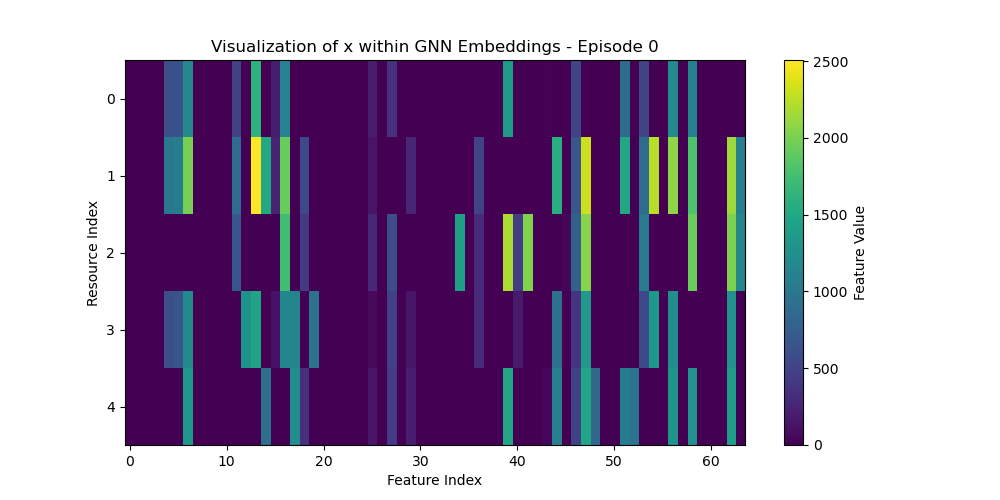 Visualization of x within GNN Embeddings - Episode 0
Resource Index
0
1
2
3
4
0 10 20 30 40 50 60
Feature Index
2500
2000
1500
1000
500
0
Feature Value